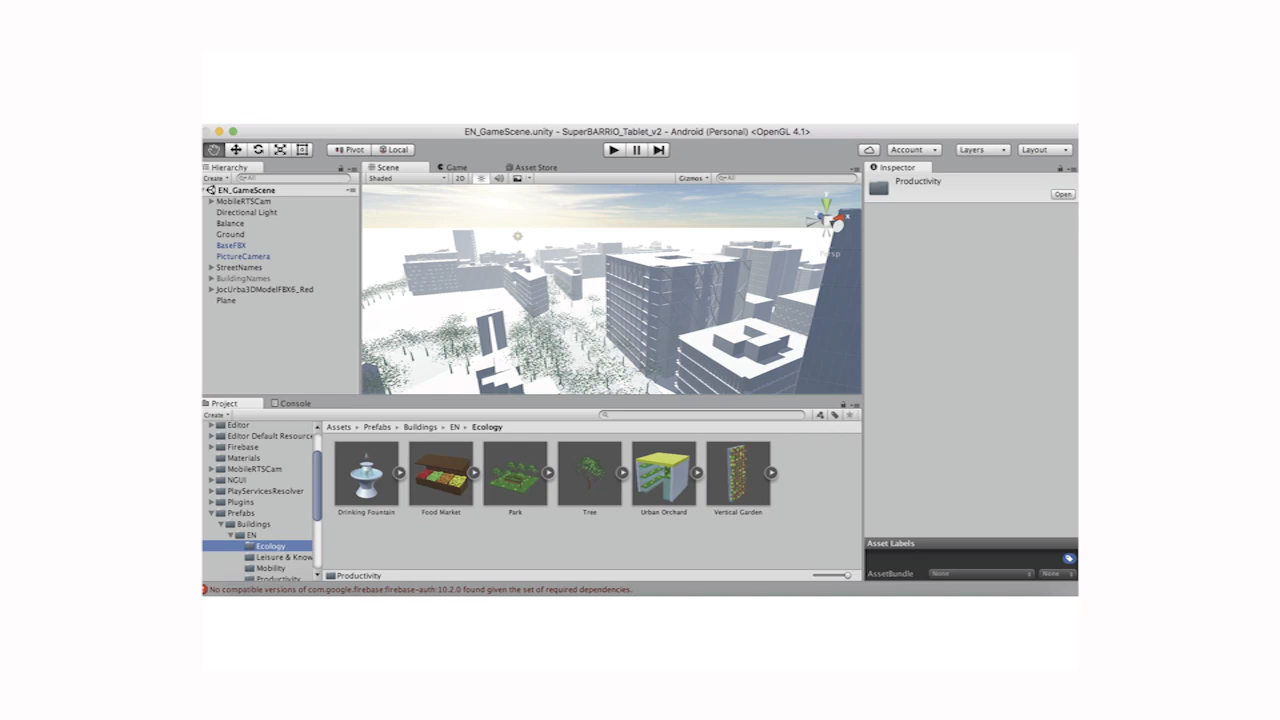 EN_GameScene.unity - SuperBARRIO_Tablet_v2 - Android (Personal) <OpenGL 4.1>
Pivot Local Account Layers Layout
Hierarchy
Create All
EN_GameScene
MobileRTSCam
Directional Light
Balance
Ground
BaseFBX
PictureCamera
StreetNames
BuildingNames
JocUrba3DModelFBX6_Red
Plane
Scene Game Asset Store
Shaded 2D Gizmos All
x
Persp
Inspector
Productivity
Open
Project Console
Create
Editor
Editor Default Resourc
Firebase
Materials
MobileRTSCam
NGUI
PlayServicesResolver
Plugins
Prefabs
Buildings
EN
Ecology
Leisure & Know
Mobility
Productivity
Assets Prefabs Buildings EN Ecology
Drinking Fountain Food Market Park Tree Urban Orchard Vertical Garden
Productivity
Asset Labels
AssetBundle None None
No compatible versions of com.google.firebase:firebase-auth:10.2.0 found given the set of required dependencies.